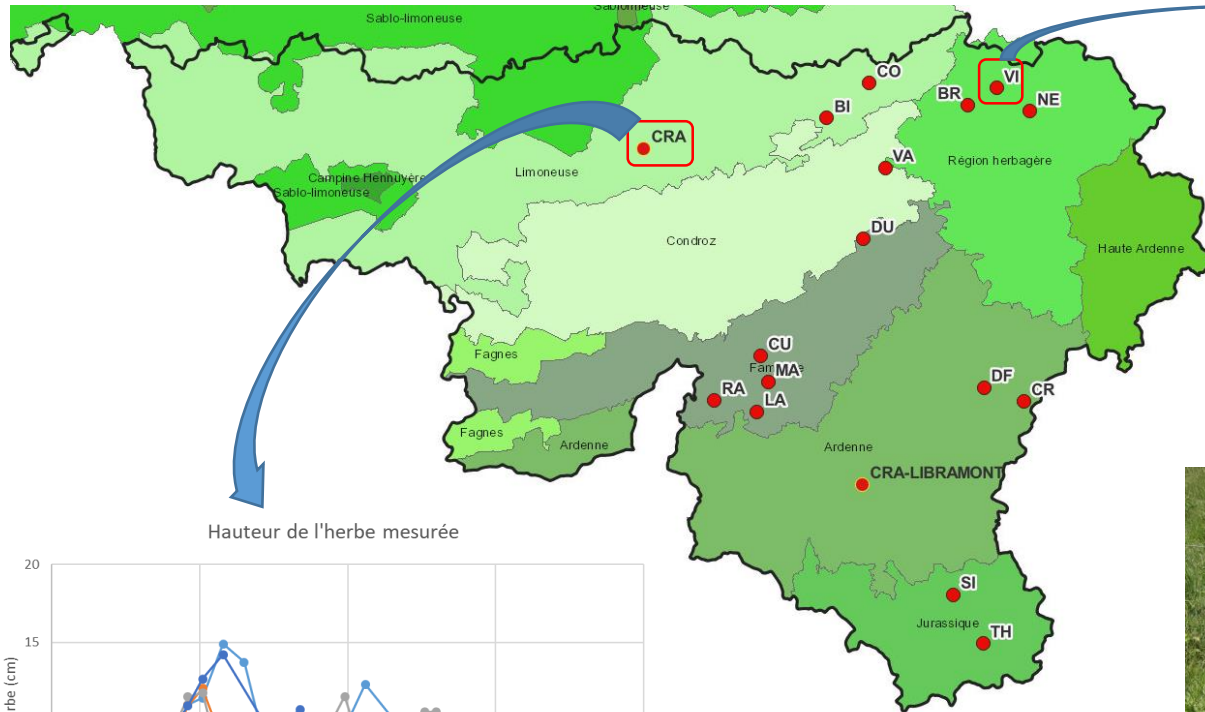 Sablo-limoneuse
Sablonneuse
CO
VI
BR
NE
BI
CRA
VA
Limoneuse
Région herbagère
Campine Hennuyère
Sablo-limoneuse
DU
Condroz
Haute Ardenne
CU
Fagnes
MA
RA
LA
DF
CR
Fagnes
Ardenne
Ardenne
CRA-LIBRAMONT
Hauteur de l'herbe mesurée
20
SI
Jurassique
15
TH
(cm)